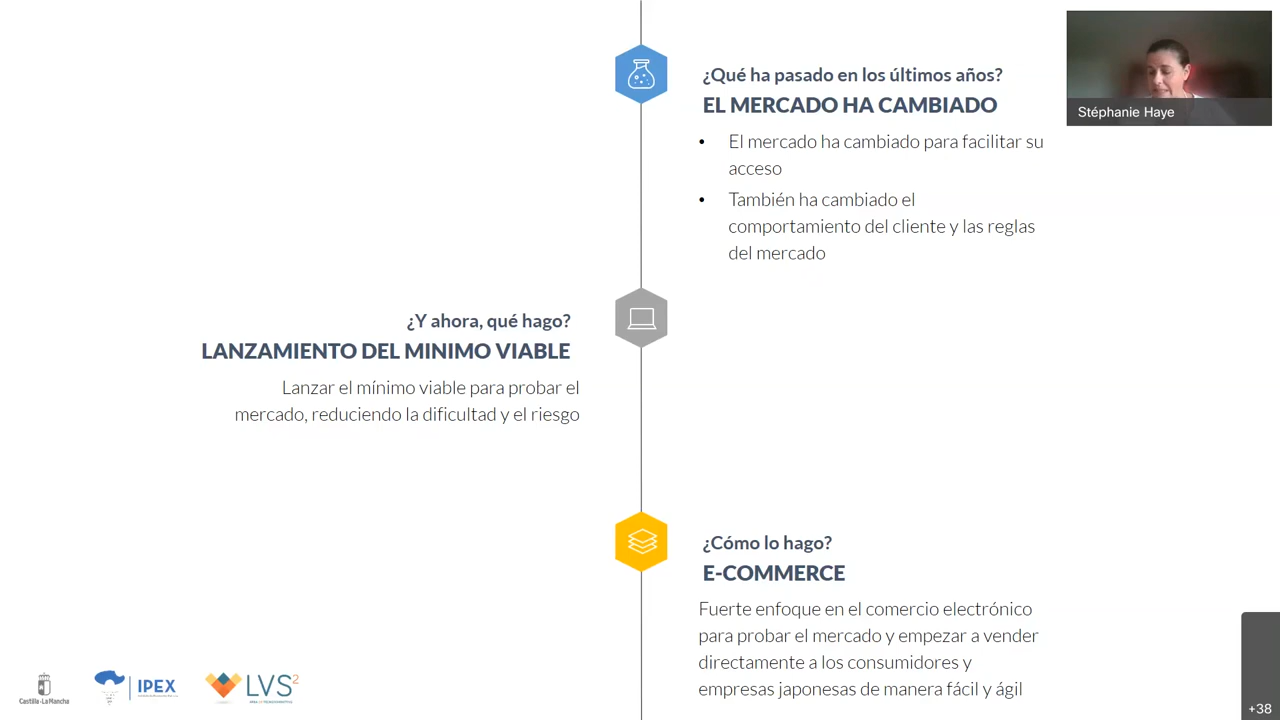 ¿Qué ha pasado en los últimos años?
EL MERCADO HA CAMBIADO
• El mercado ha cambiado para facilitar su
acceso
• También ha cambiado el
comportamiento del cliente y las reglas
del mercado
Stéphanie Haye
¿Y ahora, qué hago?
LANZAMIENTO DEL MINIMO VIABLE
Lanzar el mínimo viable para probar el
mercado, reduciendo la dificultad y el riesgo
¿Cómo lo hago?
E-COMMERCE
Fuerte enfoque en el comercio electrónico
para probar el mercado y empezar a vender
directamente a los consumidores y
empresas japonesas de manera fácil y ágil
Castilla-La Mancha
IPEX
LVS2
+38